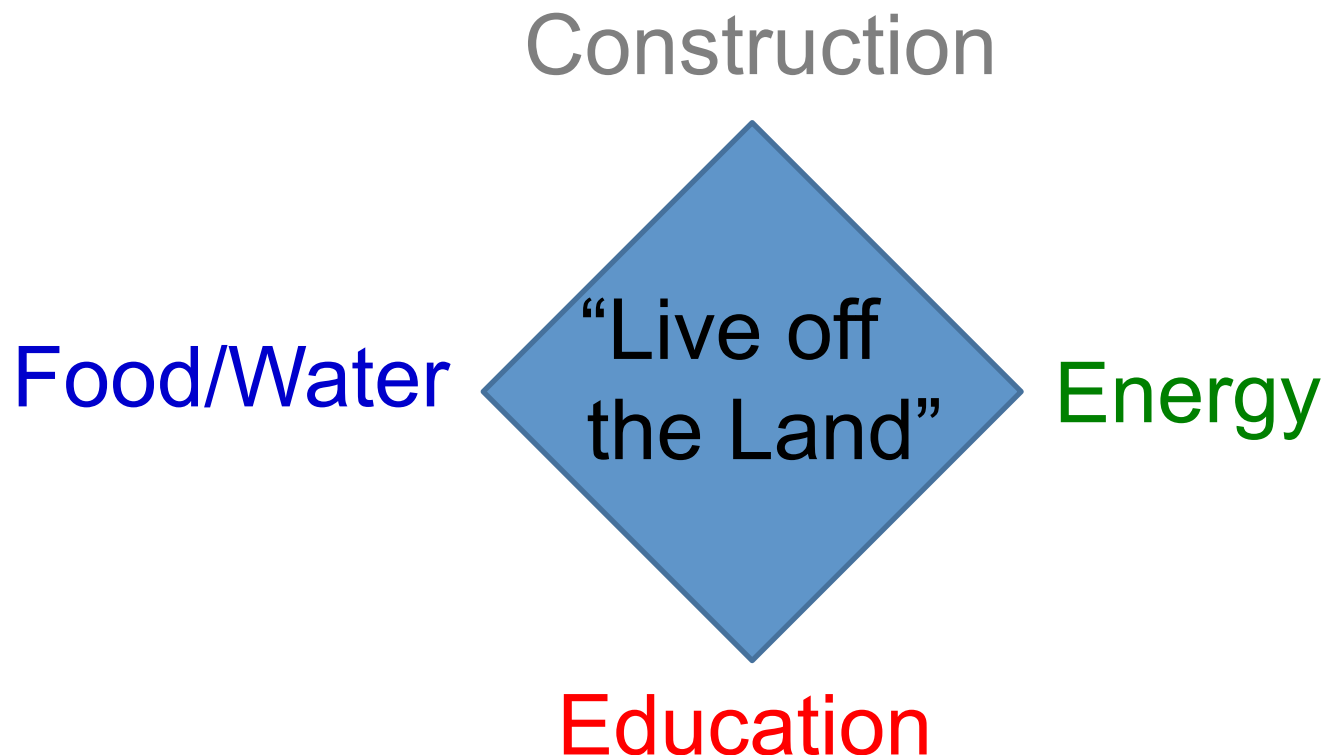 Construction
“Live off
the Land”
Food/Water
Energy
Education